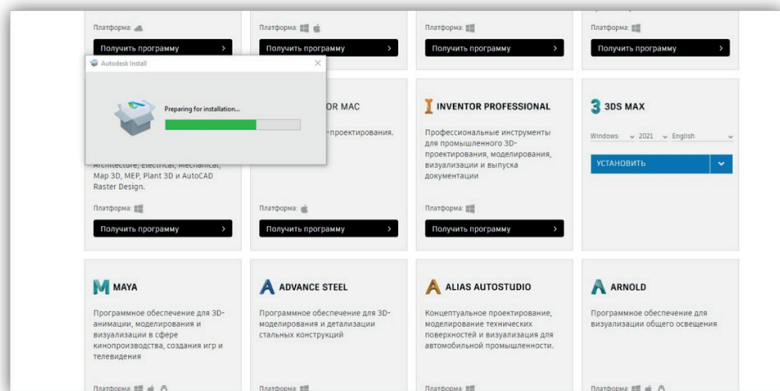 Платформа:
Платформа:
Платформа:
Платформа:
Получить программу
Получить программу
Получить программу
Получить программу
Autodesk Install
Preparing for installation...
OR MAC
-проектирования.
Architecture, Electrical, Mechanical,
Map 3D, MEP, Plant 3D и AutoCAD
Raster Design.
Платформа:
Получить программу
Платформа:
Получить программу
INVENTOR PROFESSIONAL
Профессиональные инструменты
для промышленного 3D-
проектирования, моделирования,
визуализации и выпуска
документации
Платформа:
Получить программу
3DS MAX
Windows 2021 English
УСТАНОВИТЬ
MAYA
Программное обеспечение для 3D-
анимации, моделирования и
визуализации в сфере
кинопроизводства, создания игр и
телевидения
Платформа:
ADVANCE STEEL
Программное обеспечение для 3D-
моделирования и детализации
стальных конструкций
Платформа:
ALIAS AUTOSTUDIO
Концептуальное проектирование,
моделирование технических
поверхностей и визуализация для
автомобильной промышленности.
Платформа:
ARNOLD
Программное обеспечение для
визуализации общего освещения
Платформа: